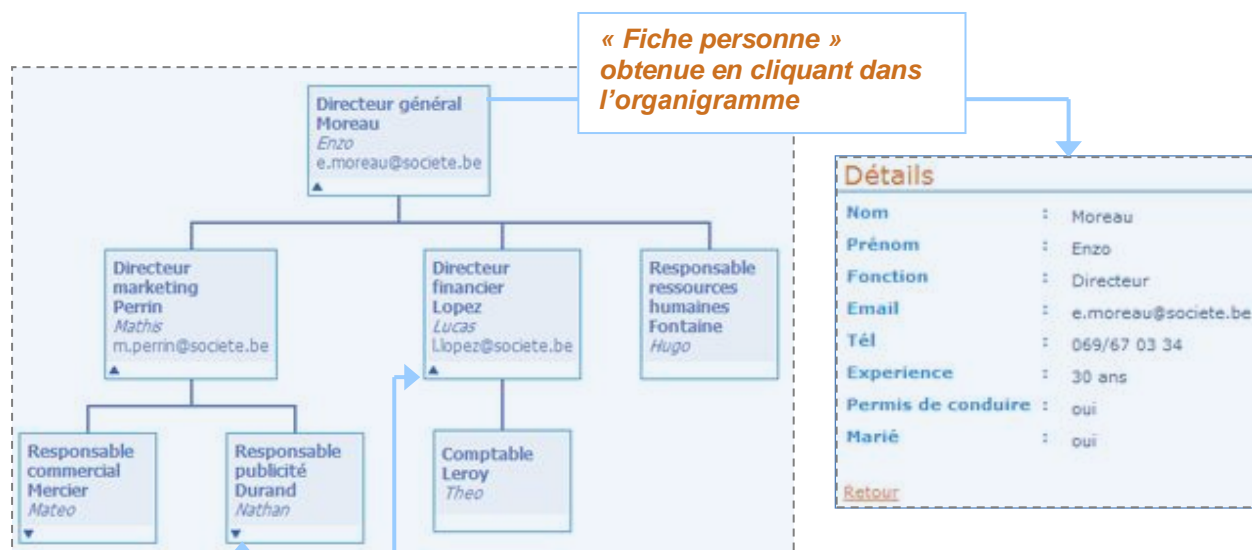 « Fiche personne »
obtenue en cliquant dans
l'organigramme
Directeur général
Moreau
Enzo
e.moreau@societe.be
Directeur
marketing
Perrin
Mathis
m.perrin@societe.be
Directeur
financier
Lopez
Lucas
l.lopez@societe.be
Responsable
ressources
humaines
Fontaine
Hugo
Responsable
commercial
Mercier
Mateo
Responsable
publicité
Durand
Nathan
Comptable
Leroy
Theo
Détails
Nom : Moreau
Prénom : Enzo
Fonction : Directeur
Email : e.moreau@societe.be
Tél : 069/67 03 34
Experience : 30 ans
Permis de conduire : oui
Marié : oui
Retour